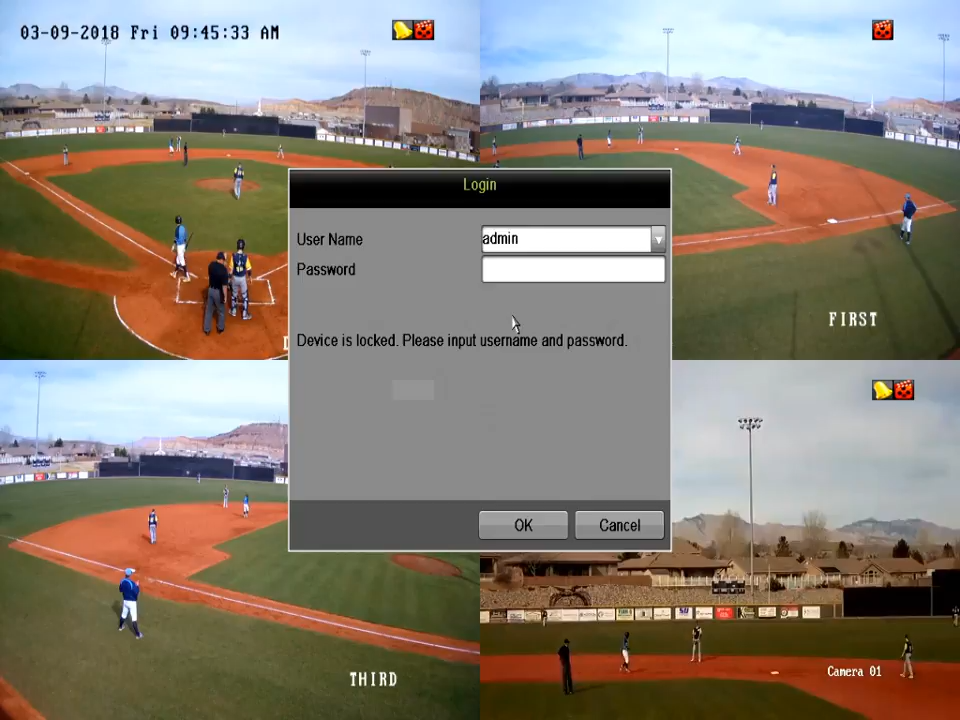 03-09-2018 Fri 09:45:33 AM
Login
User Name
admin
Password
FIRST
Device is locked. Please input username and password.
OK
Cancel
THIRD
Camera 01